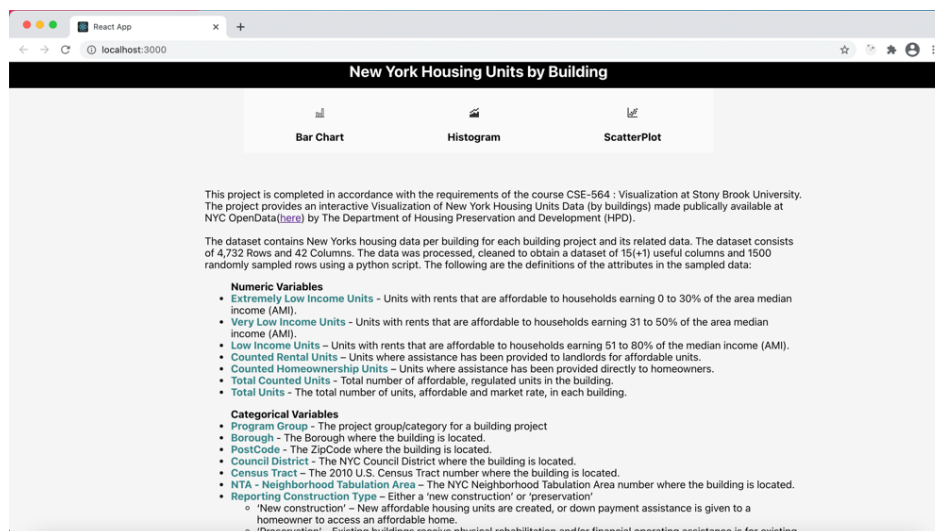 React App
localhost:3000
New York Housing Units by Building
Bar Chart
Histogram
ScatterPlot
This project is completed in accordance with the requirements of the course CSE-564 : Visualization at Stony Brook University.
The project provides an interactive Visualization of New York Housing Units Data (by buildings) made publically available at
NYC OpenData(here) by The Department of Housing Preservation and Development (HPD).
The dataset contains New Yorks housing data per building for each building project and its related data. The dataset consists
of 4,732 Rows and 42 Columns. The data was processed, cleaned to obtain a dataset of 15(+1) useful columns and 1500
randomly sampled rows using a python script. The following are the definitions of the attributes in the sampled data:
Numeric Variables
• Extremely Low Income Units - Units with rents that are affordable to households earning 0 to 30% of the area median
income (AMI).
• Very Low Income Units - Units with rents that are affordable to households earning 31 to 50% of the area median
income (AMI).
• Low Income Units – Units with rents that are affordable to households earning 51 to 80% of the median income (AMI).
• Counted Rental Units – Units where assistance has been provided to landlords for affordable units.
• Counted Homeownership Units – Units where assistance has been provided directly to homeowners.
• Total Counted Units - Total number of affordable, regulated units in the building.
• Total Units - The total number of units, affordable and market rate, in each building.
Categorical Variables
• Program Group - The project group/category for a building project
• Borough - The Borough where the building is located.
• PostCode - The ZipCode where the building is located.
• Council District - The NYC Council District where the building is located.
• Census Tract – The 2010 U.S. Census Tract number where the building is located.
• NTA - Neighborhood Tabulation Area – The NYC Neighborhood Tabulation Area number where the building is located.
• Reporting Construction Type – Either a ‘new construction’ or ‘preservation’
◦ ‘New construction’ – New affordable housing units are created, or down payment assistance is given to a
homeowner to access an affordable home.
◦ ‘Preservation’ – Existing buildings receive physical rehabilitation and/or financial operating assistance is for existing